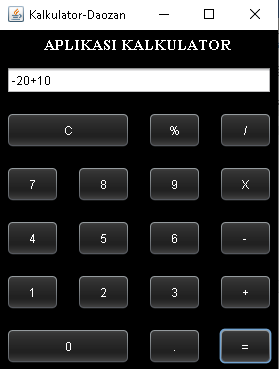 Kalkulator-Daozan
APLIKASI KALKULATOR
-20+10
C % /
7 8 9 X
4 5 6 -
1 2 3 +
0 . =